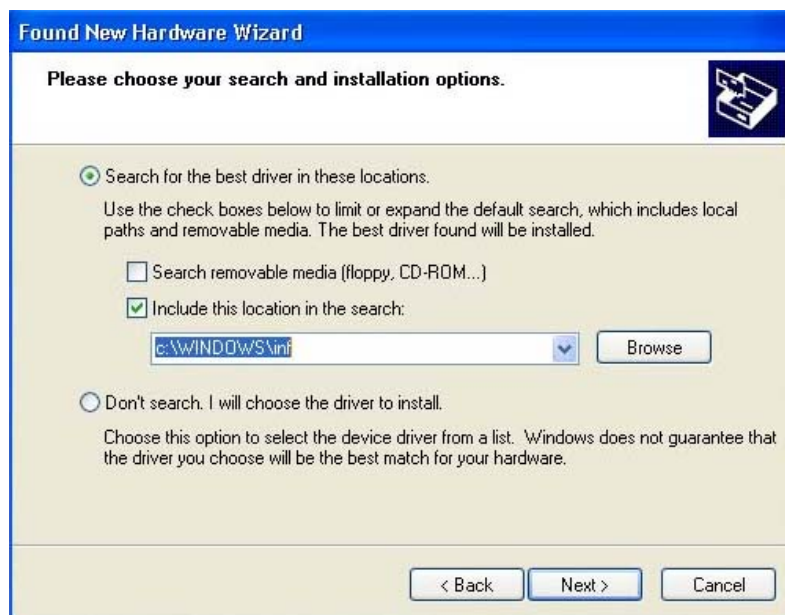 Found New Hardware Wizard
Please choose your search and installation options.
Search for the best driver in these locations.
Use the check boxes below to limit or expand the default search, which includes local
paths and removable media. The best driver found will be installed.
Search removable media (floppy, CD-ROM...)
Include this location in the search:
c:\WINDOWS\inf
Browse
Don't search. I will choose the driver to install.
Choose this option to select the device driver from a list. Windows does not guarantee that
the driver you choose will be the best match for your hardware.
< Back Next > Cancel